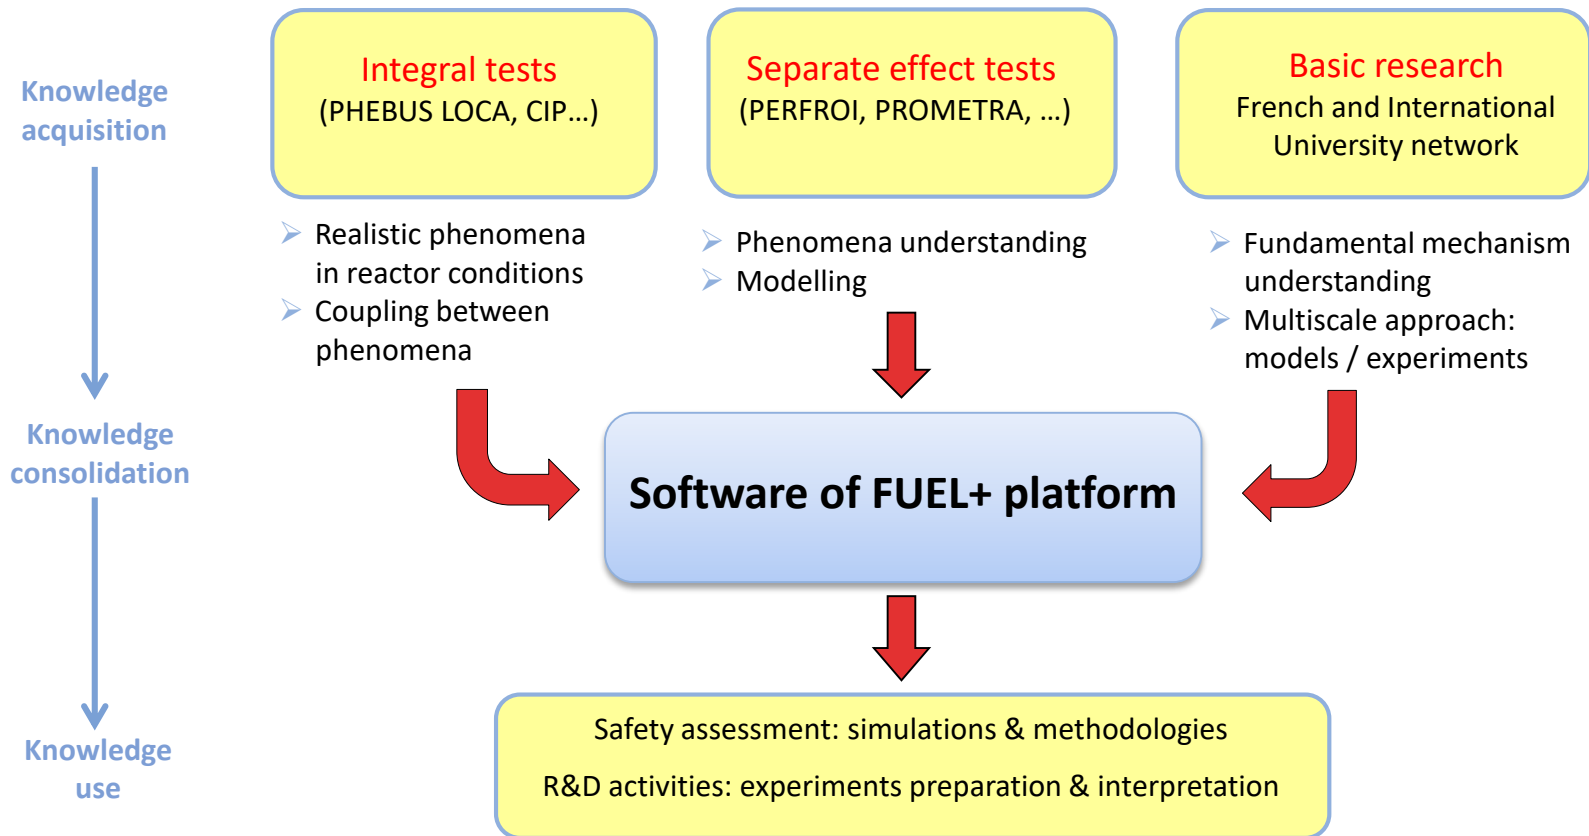 Knowledge
acquisition
Integral tests
(PHEBUS LOCA, CIP…)
Separate effect tests
(PERFROI, PROMETRA, …)
Basic research
French and International
University network
Realistic phenomena
in reactor conditions
Coupling between
phenomena
Phenomena understanding
Modelling
Fundamental mechanism
understanding
Multiscale approach:
models / experiments
Knowledge
consolidation
Software of FUEL+ platform
Knowledge
use
Safety assessment: simulations & methodologies
R&D activities: experiments preparation & interpretation